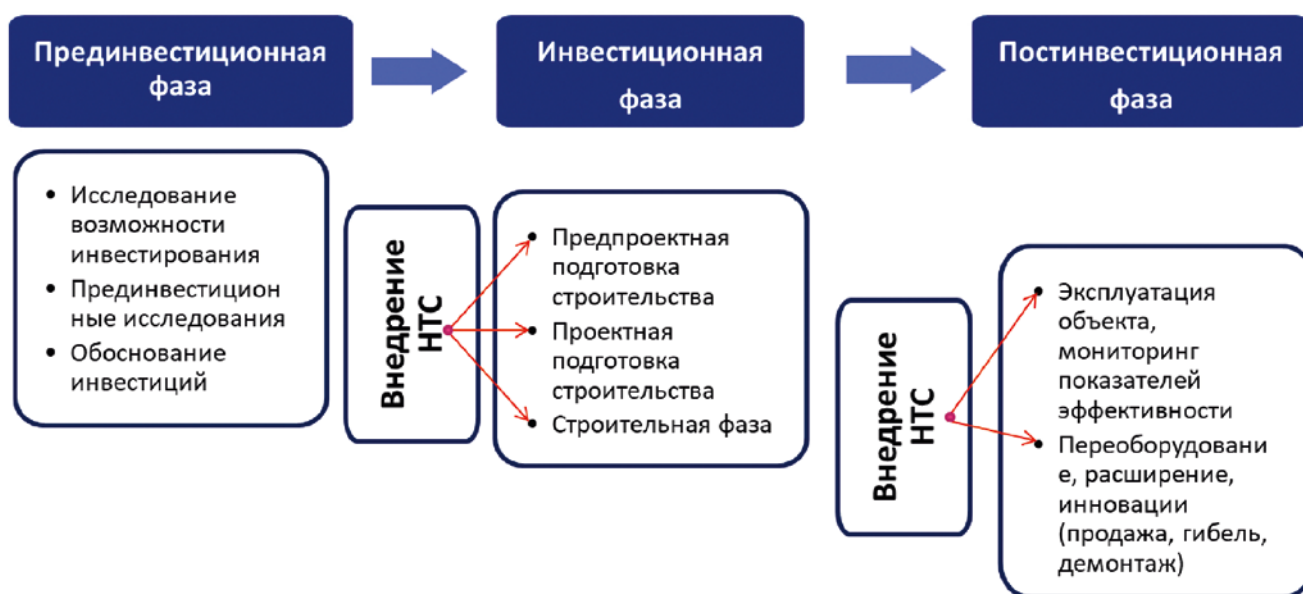 Прединвестиционная
фаза
Инвестиционная
фаза
Постинвестиционная
фаза
• Исследование
возможности
инвестирования
• Прединвестицион
ные исследования
• Обоснование
инвестиций
Внедрение
НТС
• Предпроектная
подготовка
строительства
• Проектная
подготовка
строительства
• Строительная фаза
Внедрение
НТС
• Эксплуатация
объекта,
мониторинг
показателей
эффективности
• Переоборудовани
е, расширение,
инновации
(продажа, гибель,
демонтаж)